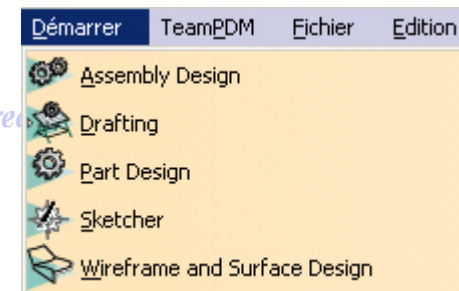 Démarrer TeamPDM Fichier Edition
Assembly Design
Drafting
Part Design
Sketcher
Wireframe and Surface Design